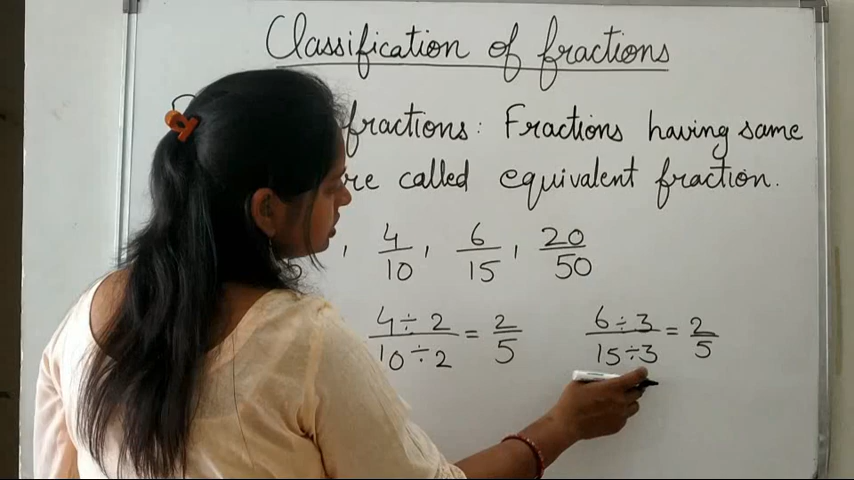 Classification of fractions
fractions: Fractions having same
re called equivalent fraction.
, 4/10, 6/15, 20/50
4÷2/10÷2 = 2/5 6÷3/15÷3 = 2/5